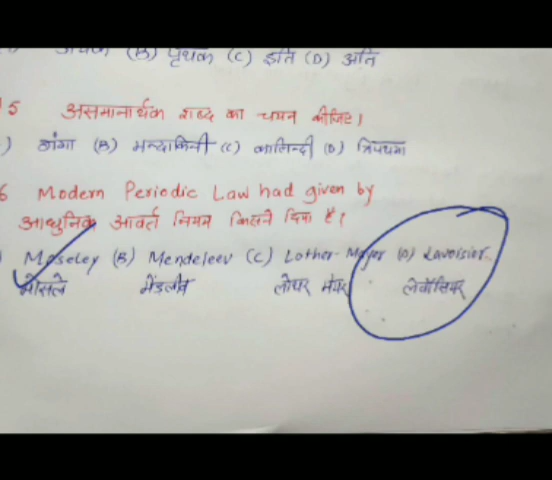 (B) पृथक (C) इति (D) अति
5 असमानार्थक शब्द का चयन कीजिए।
) गंगा (B) मन्दाकिनी (C) कालिन्दी (D) त्रिपथगा
6 Modern Periodic Law had given by
आधुनिक आवर्त नियम किसने दिया है?
Moseley (B) Mendeleev (C) Lother Mayer (D) Lavoisier
मोसले मेंडलीव लोथर मेयर लेवॉसियर